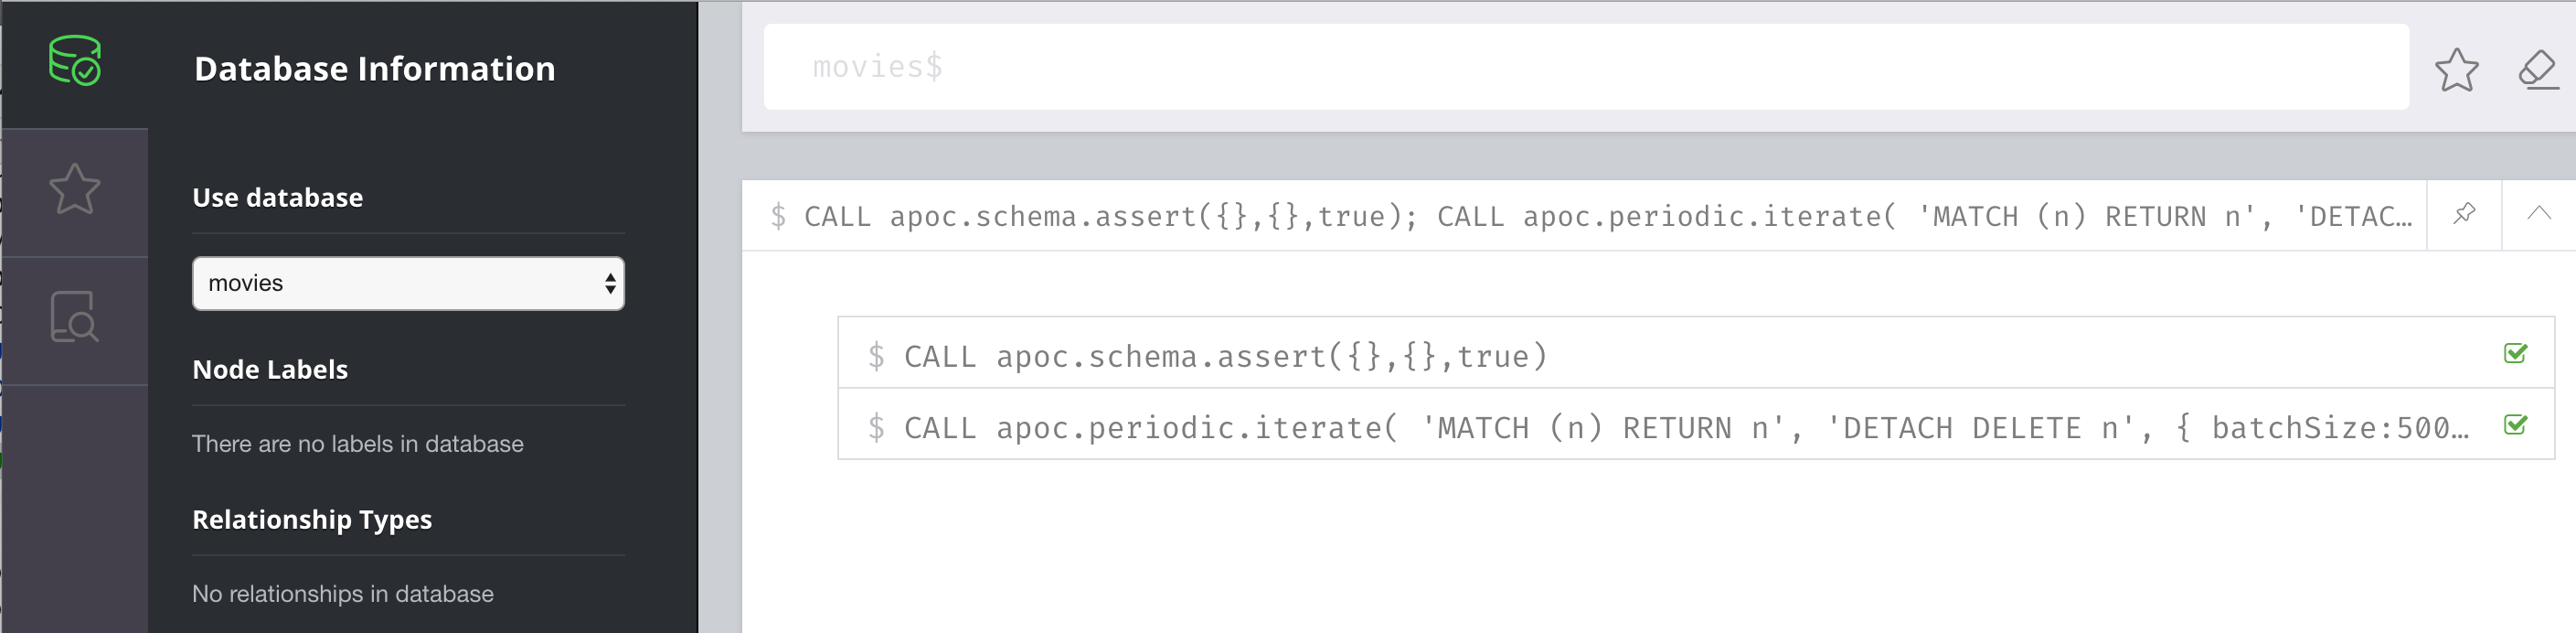 Database Information
Use database
movies
Node Labels
There are no labels in database
Relationship Types
No relationships in database
movies$
$ CALL apoc.schema.assert({},{},true); CALL apoc.periodic.iterate( 'MATCH (n) RETURN n', 'DETAC…
$ CALL apoc.schema.assert({},{},true)
$ CALL apoc.periodic.iterate( 'MATCH (n) RETURN n', 'DETACH DELETE n', { batchSize:500…